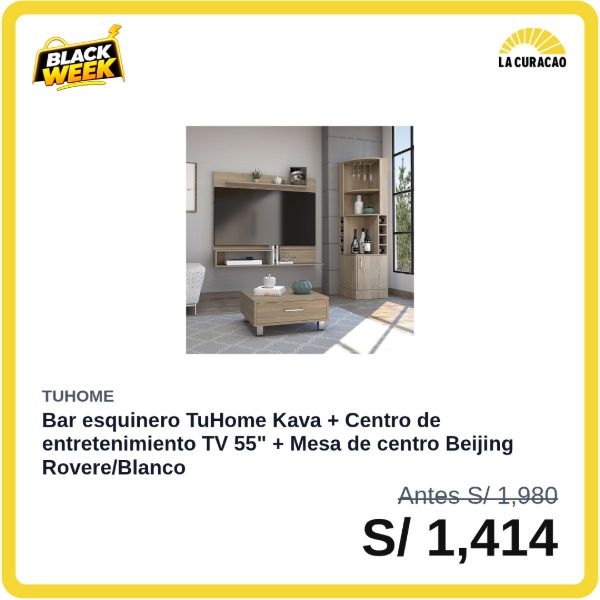 BLACK
WEEK
LA CURACAO
TUHOME
Bar esquinero TuHome Kava + Centro de
entretenimiento TV 55" + Mesa de centro Beijing
Rovere/Blanco
Antes S/ 1,980
S/ 1,414